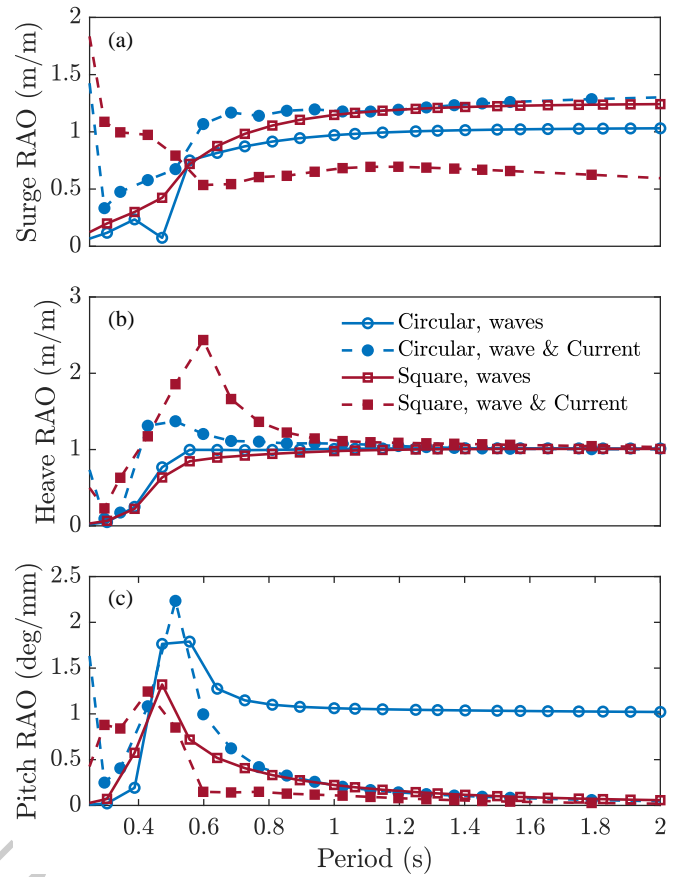 2
(a)
1.5
1
0.5
0
Surge RAO (m/m)
3
(b)
Circular, waves
Circular, wave & Current
Square, waves
Square, wave & Current
2
1
0
Heave RAO (m/m)
2.5
(c)
2
1.5
1
0.5
0
Pitch RAO (deg/mm)
0.4 0.6 0.8 1 1.2 1.4 1.6 1.8 2
Period (s)